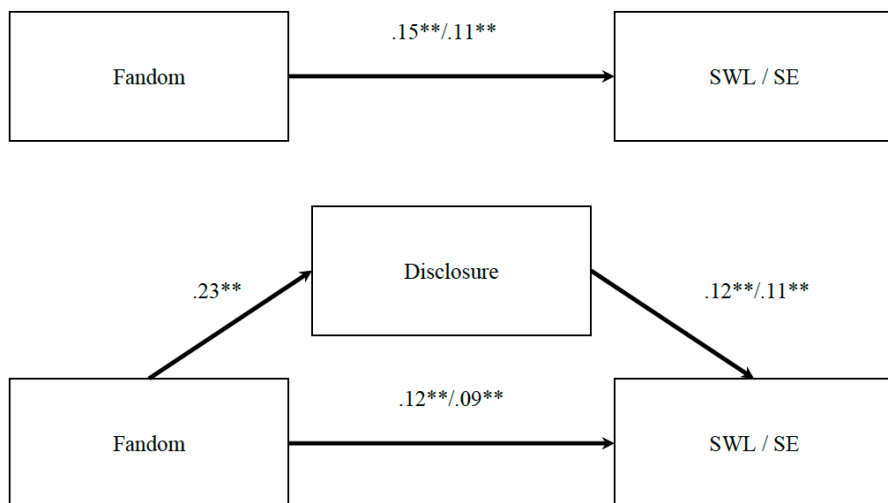 .15**/.11**
Fandom
SWL / SE
Disclosure
.23**
.12**/.11**
.12**/.09**
Fandom
SWL / SE